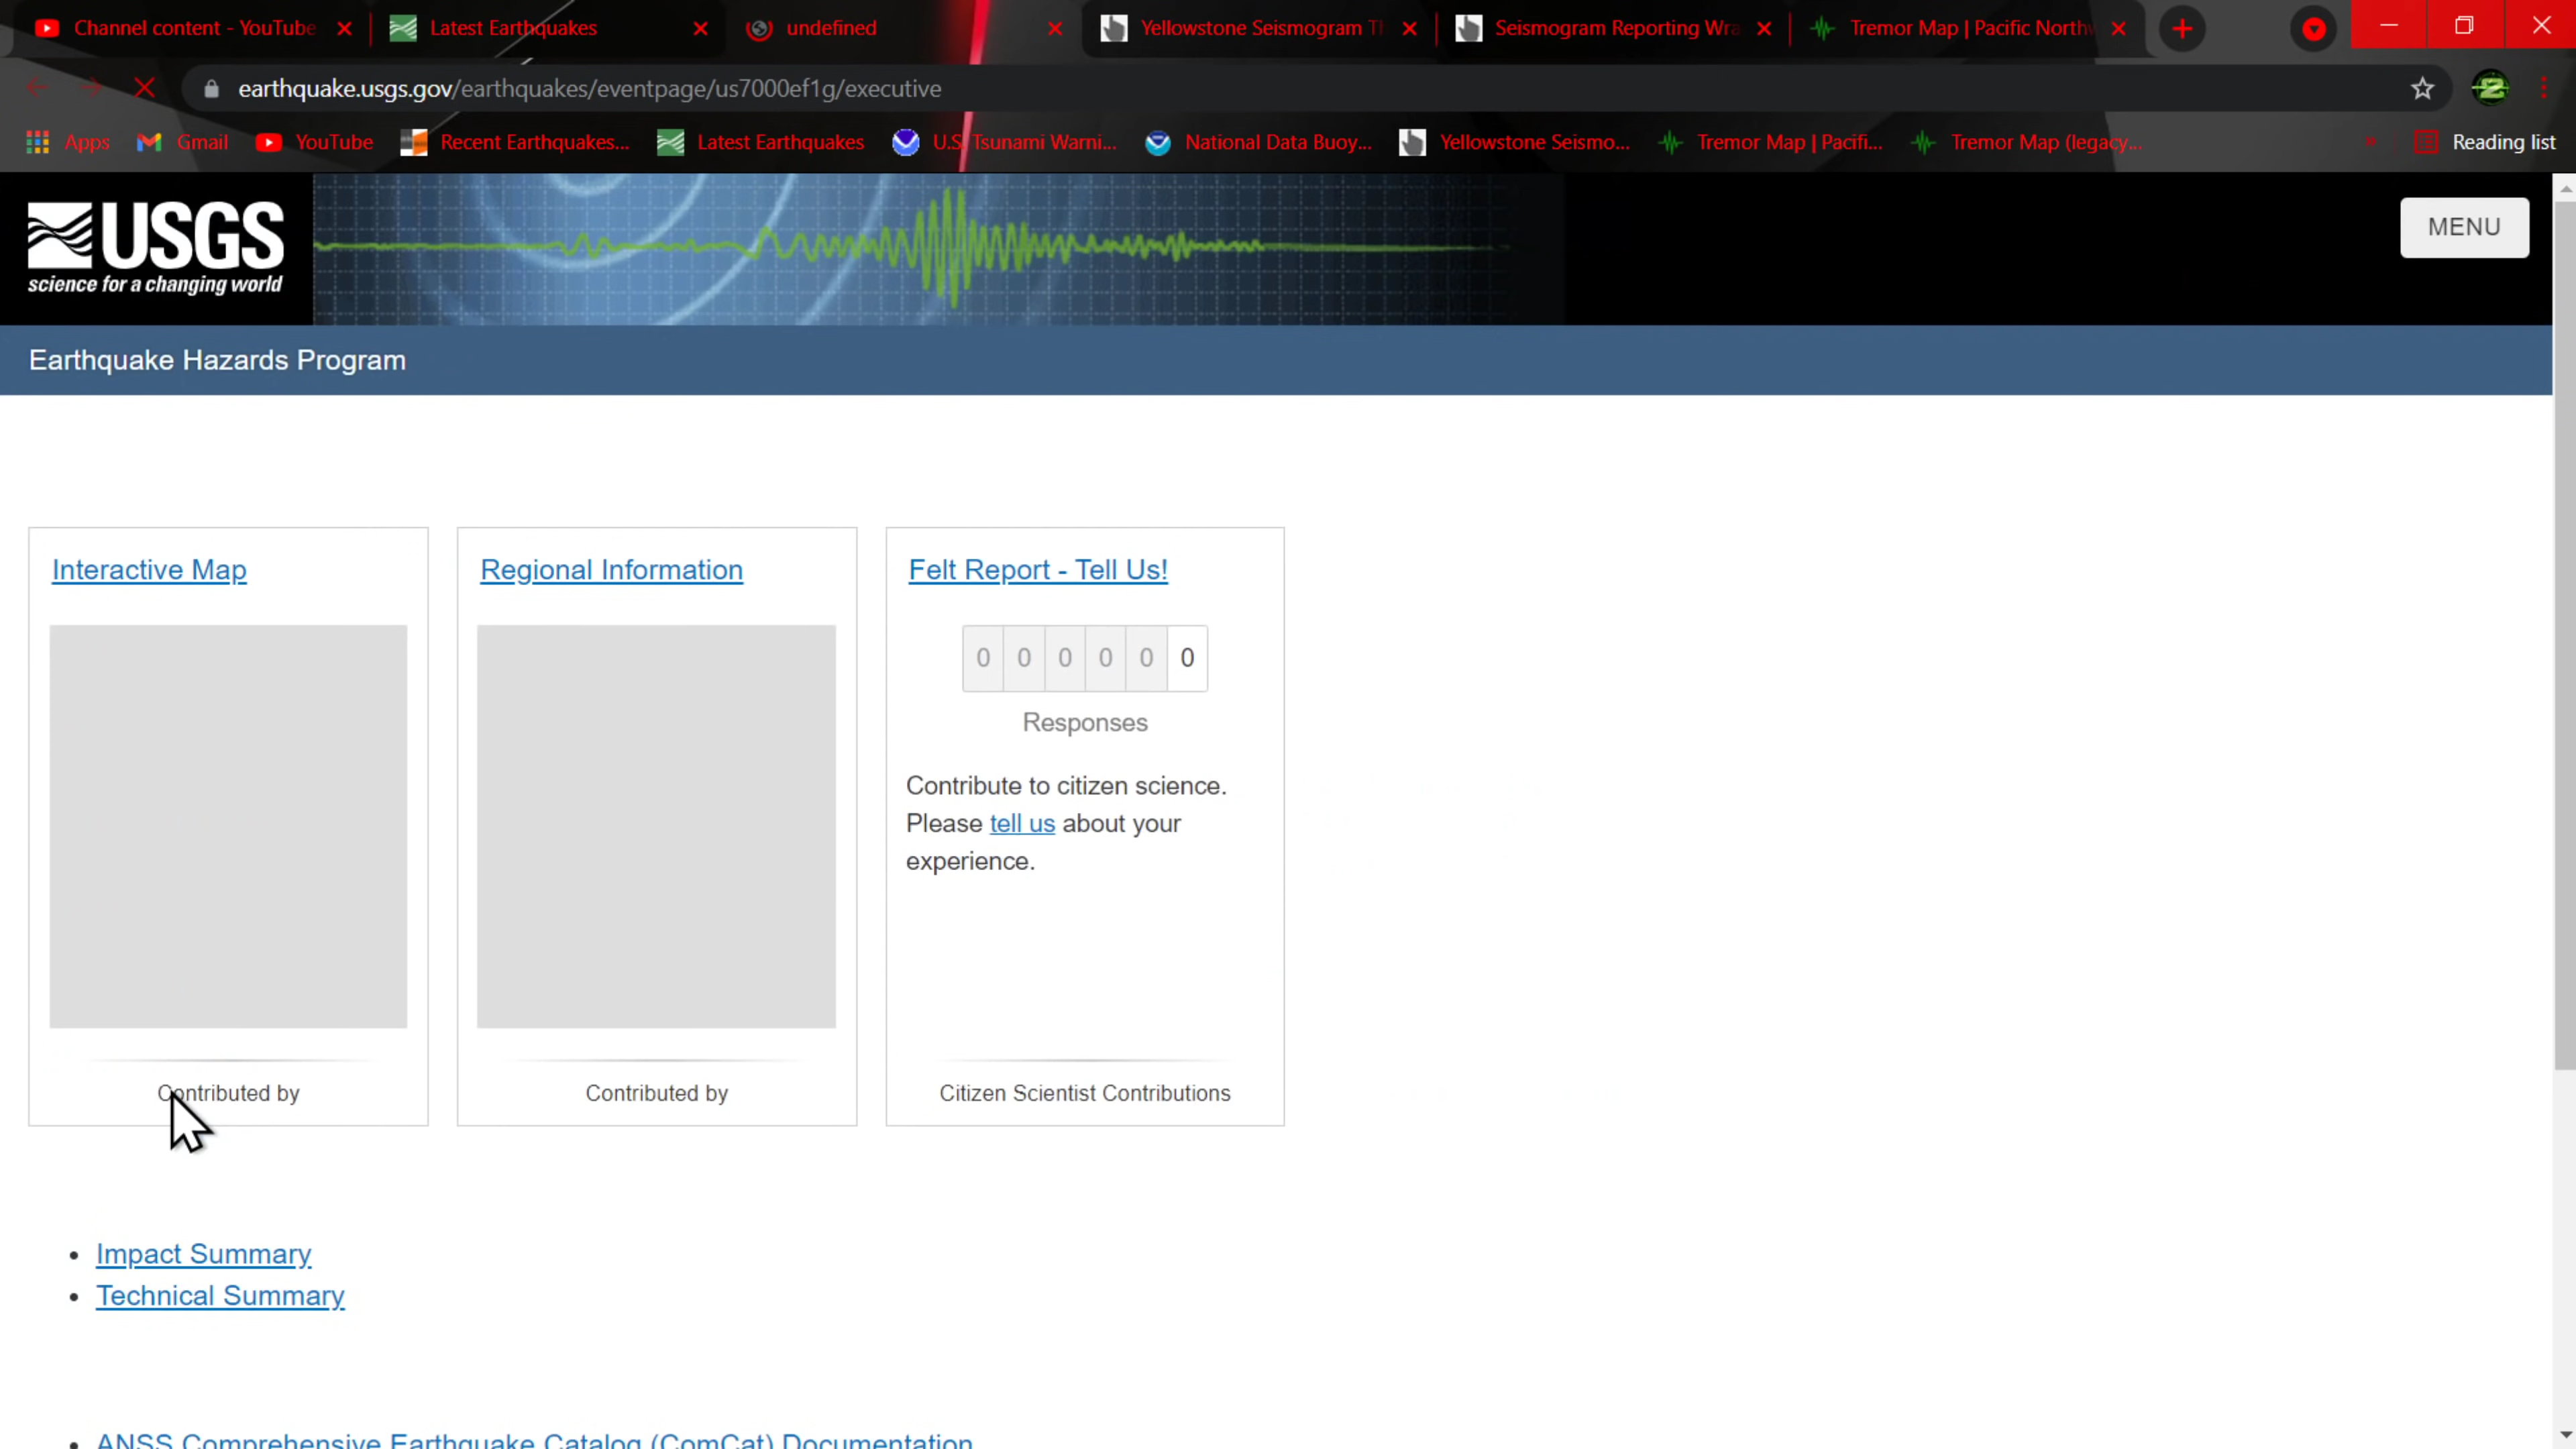 Channel content - YouTube
Latest Earthquakes
undefined
Yellowstone Seismogram T
Seismogram Reporting Wra
Tremor Map | Pacific North
earthquake.usgs.gov/earthquakes/eventpage/us7000ef1g/executive
Apps
Gmail
YouTube
Recent Earthquakes...
Latest Earthquakes
U.S. Tsunami Warni...
National Data Buoy...
Yellowstone Seismo...
Tremor Map | Pacifi...
Tremor Map (legacy...
Reading list
USGS
science for a changing world
MENU
Earthquake Hazards Program
Interactive Map
Contributed by
Regional Information
Contributed by
Felt Report - Tell Us!
0 0 0 0 0 0
Responses
Contribute to citizen science.
Please tell us about your
experience.
Citizen Scientist Contributions
• Impact Summary
• Technical Summary
• ANSS Comprehensive Earthquake Catalog (ComCat) Documentation